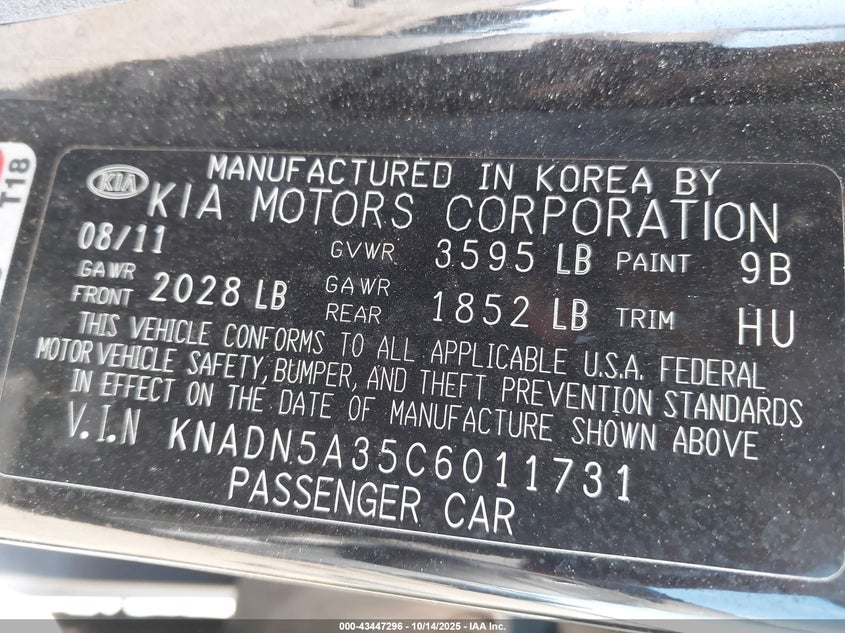 T18
KIA
MANUFACTURED IN KOREA BY
KIA MOTORS CORPORATION
08/11 GVWR 3595 LB PAINT 9B
GAWR FRONT 2028 LB GAWR REAR 1852 LB TRIM HU
THIS VEHICLE CONFORMS TO ALL APPLICABLE U.S.A. FEDERAL
MOTOR VEHICLE SAFETY, BUMPER, AND THEFT PREVENTION STANDARDS
IN EFFECT ON THE DATE OF MANUFACTURE SHOWN ABOVE
V.I.N KNADN5A35C6011731
PASSENGER CAR
000-43447296 - 10/14/2025 - IAA Inc.